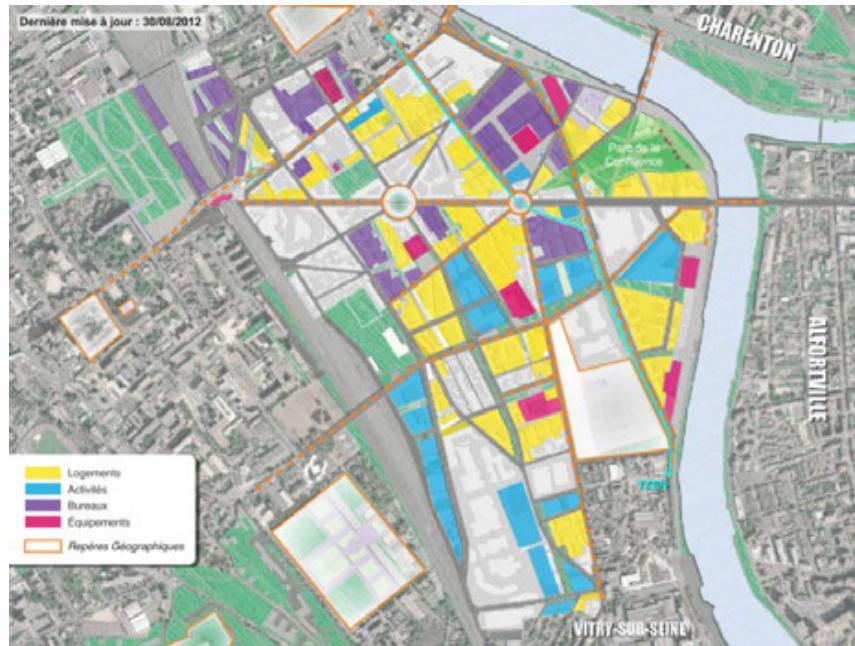 Dernière mise à jour : 30/08/2012
CHARENTON
Parc de la
Confluence
ALFORTVILLE
Logements
Activités
Bureaux
Équipements
Repères Géographiques
TZEN
VITRY-SUR-SEINE